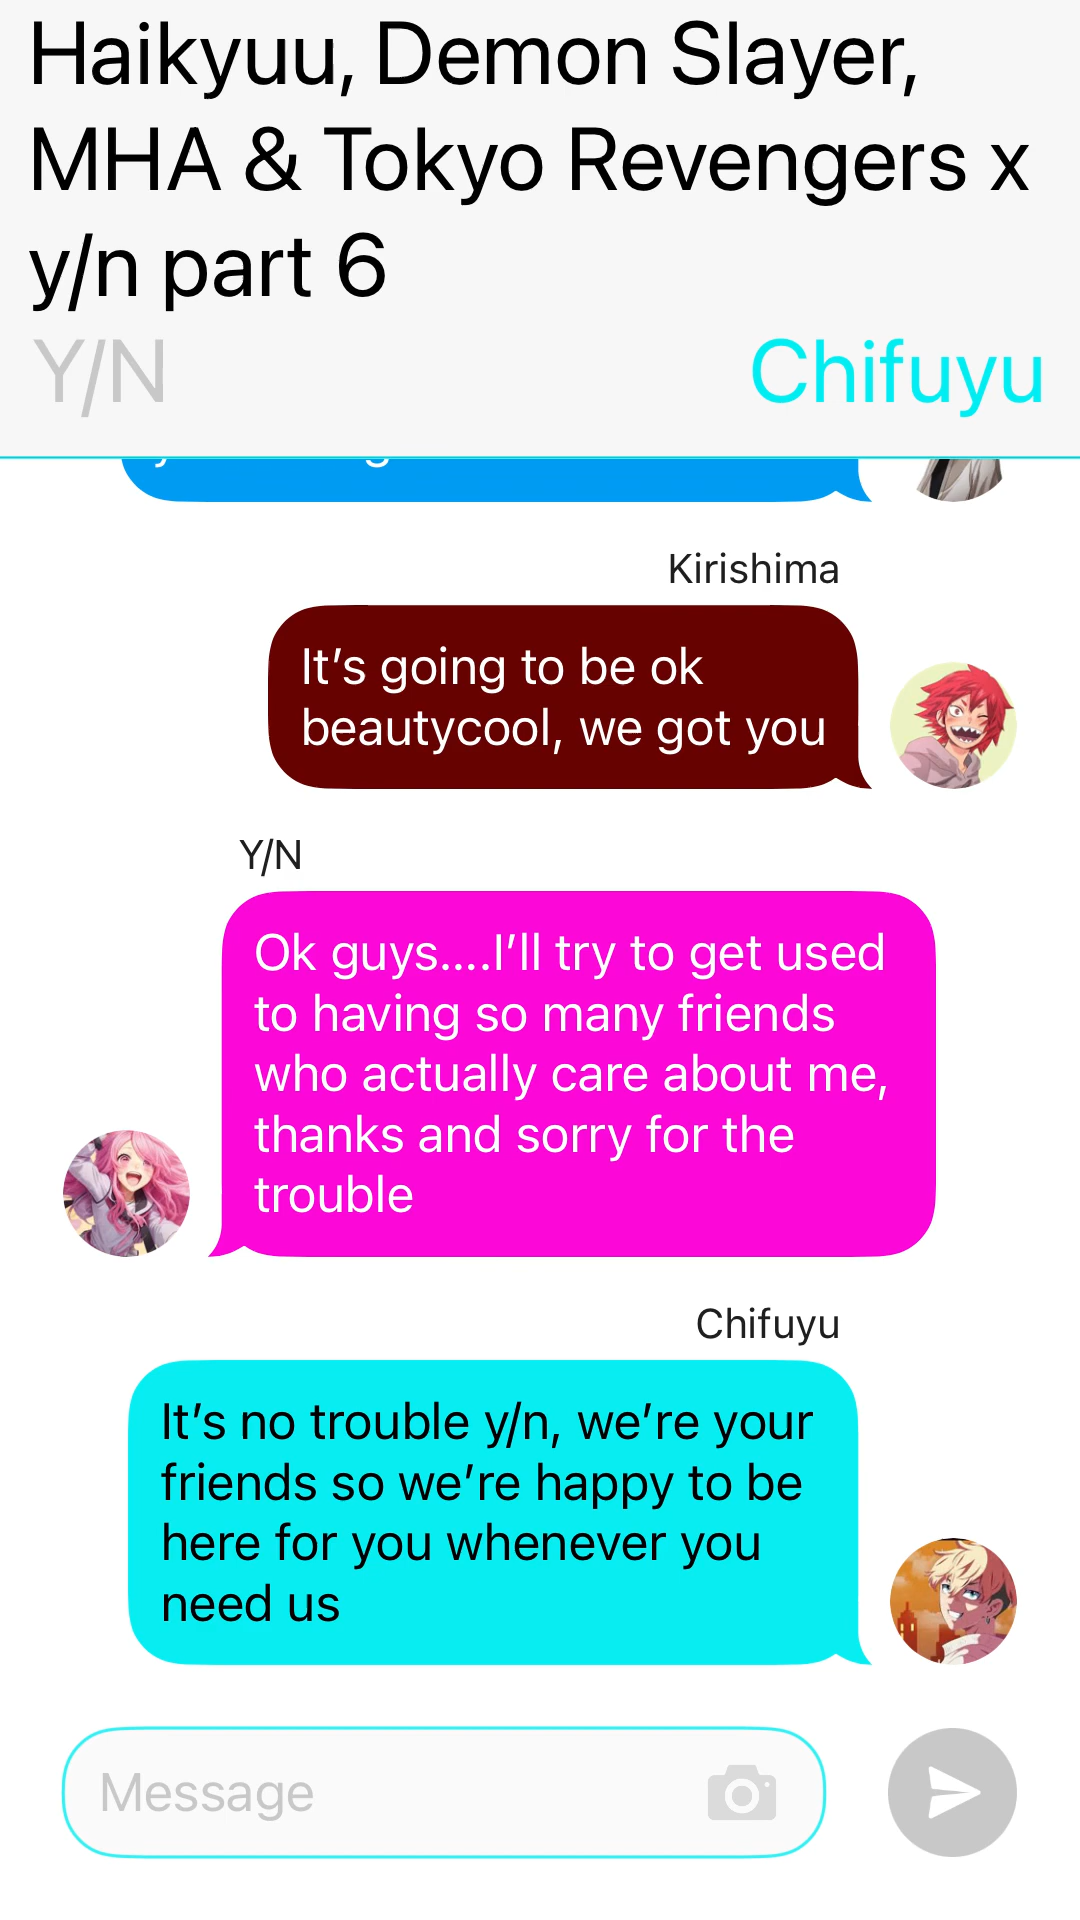 Haikyuu, Demon Slayer,
MHA & Tokyo Revengers x
y/n part 6
Y/N
Chifuyu
Kirishima
It’s going to be ok
beautycool, we got you
Y/N
Ok guys....I’ll try to get used
to having so many friends
who actually care about me,
thanks and sorry for the
trouble
Chifuyu
It’s no trouble y/n, we’re your
friends so we’re happy to be
here for you whenever you
need us
Message